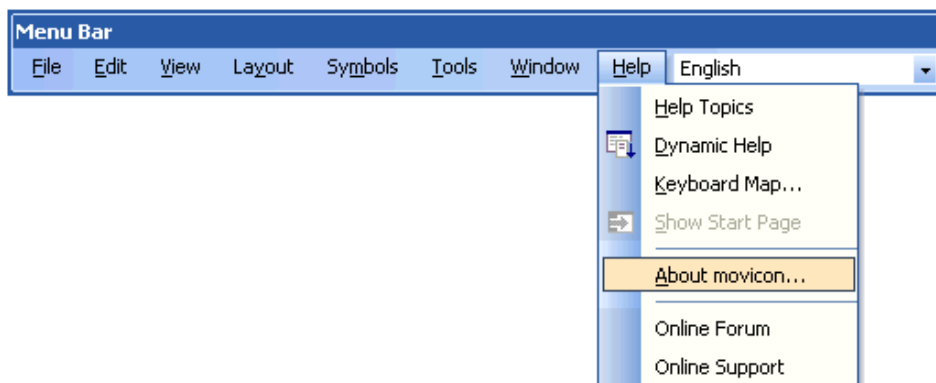 Menu Bar
File Edit View Layout Symbols Tools Window Help English
Help Topics
Dynamic Help
Keyboard Map...
Show Start Page
About movicon...
Online Forum
Online Support